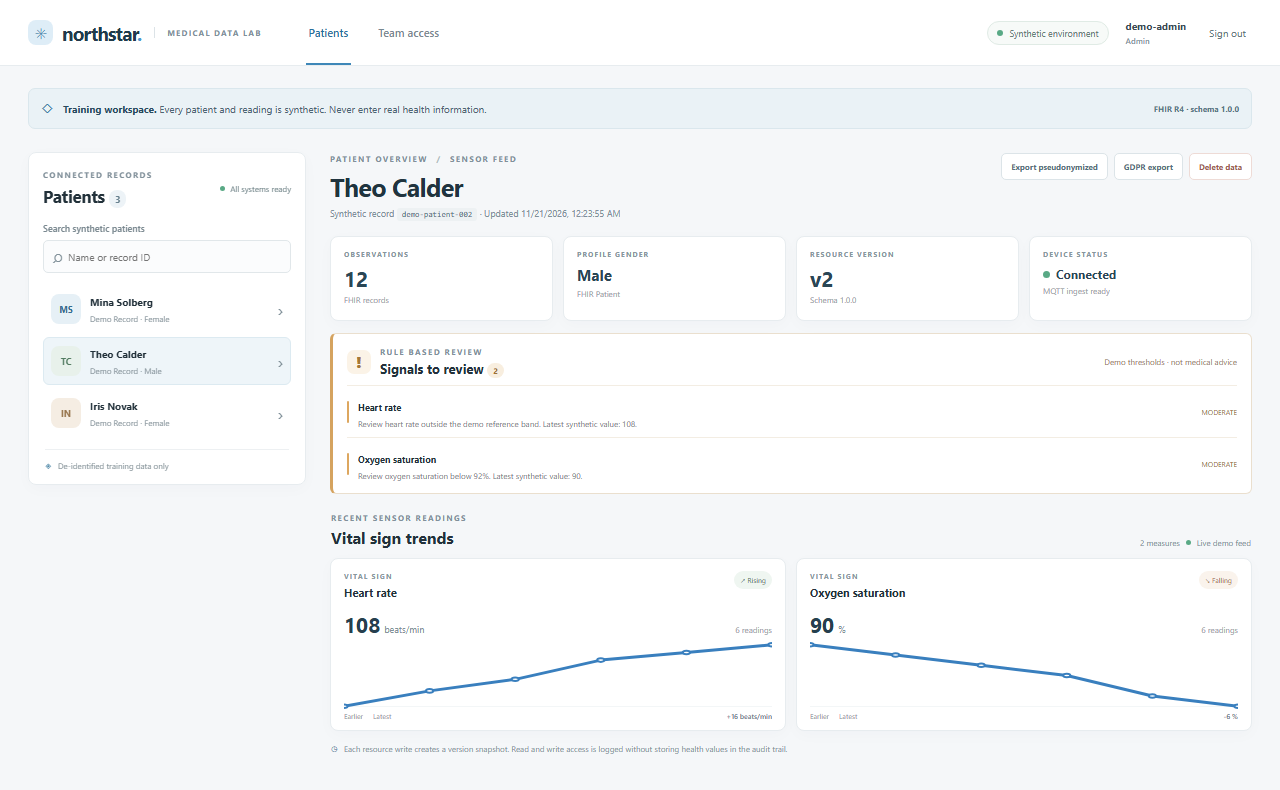 northstar.
MEDICAL DATA LAB
Patients
Team access
Synthetic environment
demo-admin
Admin
Sign out
Training workspace. Every patient and reading is synthetic. Never enter real health information.
FHIR R4 · schema 1.0.0
CONNECTED RECORDS
Patients 3
All systems ready
Search synthetic patients
Name or record ID
MS
Mina Solberg
Demo Record · Female
TC
Theo Calder
Demo Record · Male
IN
Iris Novak
Demo Record · Female
De-identified training data only
PATIENT OVERVIEW / SENSOR FEED
Theo Calder
Synthetic record demo-patient-002 · Updated 11/21/2026, 12:23:55 AM
Export pseudonymized
GDPR export
Delete data
OBSERVATIONS
12
FHIR records
PROFILE GENDER
Male
FHIR Patient
RESOURCE VERSION
v2
Schema 1.0.0
DEVICE STATUS
Connected
MQTT ingest ready
!
RULE BASED REVIEW
Signals to review 2
Demo thresholds · not medical advice
Heart rate
Review heart rate outside the demo reference band. Latest synthetic value: 108.
MODERATE
Oxygen saturation
Review oxygen saturation below 92%. Latest synthetic value: 90.
MODERATE
RECENT SENSOR READINGS
Vital sign trends
2 measures
Live demo feed
VITAL SIGN
Heart rate
↗ Rising
108 beats/min
6 readings
Earlier Latest
+16 beats/min
VITAL SIGN
Oxygen saturation
↘ Falling
90 %
6 readings
Earlier Latest
-6 %
Each resource write creates a version snapshot. Read and write access is logged without storing health values in the audit trail.